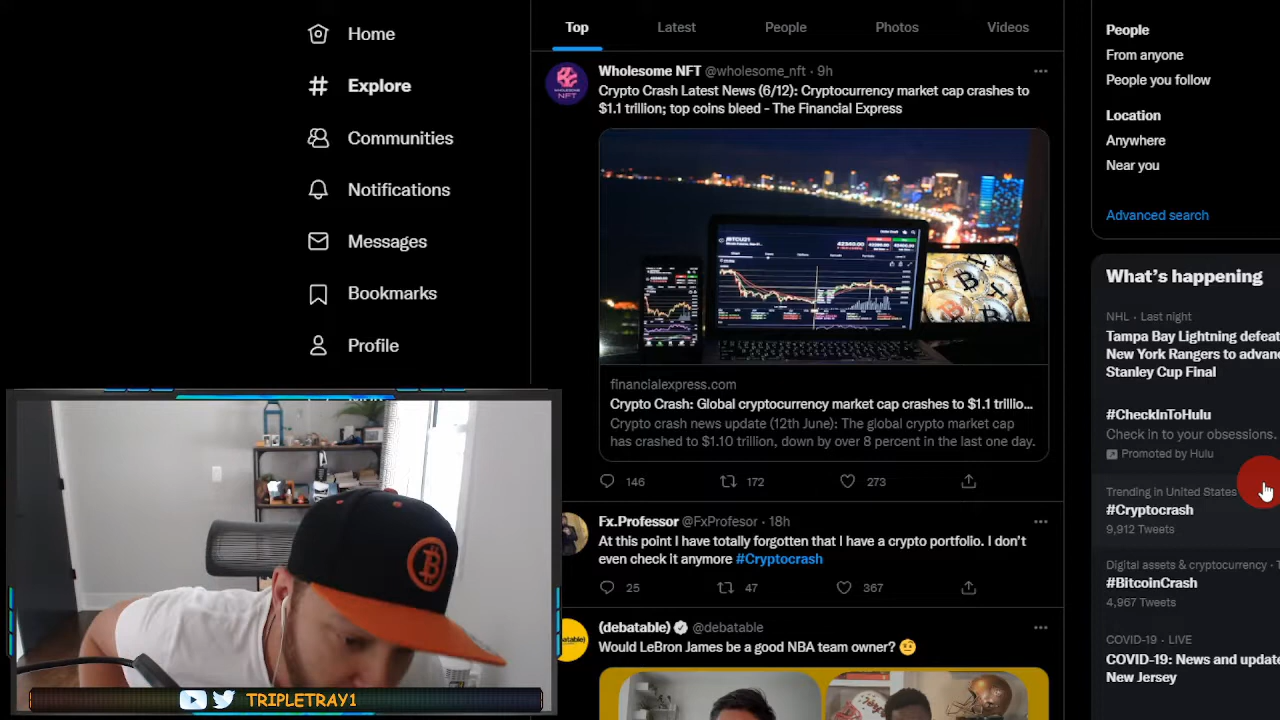 Home
Explore
Communities
Notifications
Messages
Bookmarks
Profile
TRIPLETRAY1
Top
Latest
People
Photos
Videos
Wholesome NFT @wholesome_nft · 9h
Crypto Crash Latest News (6/12): Cryptocurrency market cap crashes to
$1.1 trillion; top coins bleed - The Financial Express
financialexpress.com
Crypto Crash: Global cryptocurrency market cap crashes to $1.1 trillio...
Crypto crash news update (12th June): The global crypto market cap
has crashed to $1.10 trillion, down by over 8 percent in the last one day.
146
172
273
Fx.Professor @FxProfesor · 18h
At this point I have totally forgotten that I have a crypto portfolio. I don't
even check it anymore #Cryptocrash
25
47
367
(debatable) @debatable
Would LeBron James be a good NBA team owner? 🤨
People
From anyone
People you follow
Location
Anywhere
Near you
Advanced search
What's happening
NHL · Last night
Tampa Bay Lightning defeat
New York Rangers to advan
Stanley Cup Final
#CheckInToHulu
Check in to your obsessions.
Promoted by Hulu
Trending in United States
#Cryptocrash
9,912 Tweets
Digital assets & cryptocurrency ·
#BitcoinCrash
4,967 Tweets
COVID-19 · LIVE
COVID-19: News and update
New Jersey